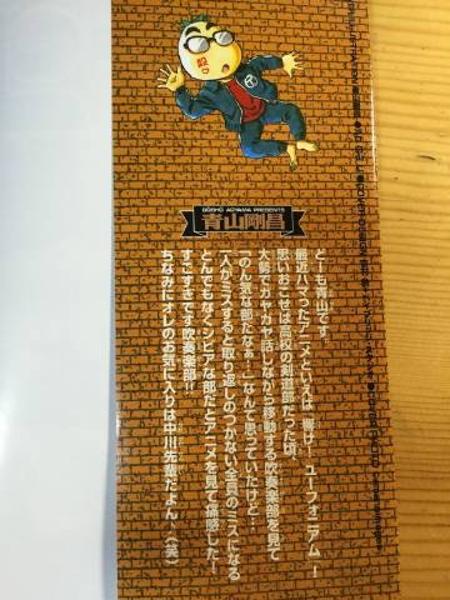 GOSHO AOYAMA PRESENTS
青山剛昌
どーも青山です。
最近ハマったアニメといえば「響け！ユーフォニアム」！
思いおこせば高校の剣道部だった頃、
大勢でガヤガヤ話しながら移動する吹奏楽部を見て
「のん気な部だなぁ…」なんて思っていたけど…
一人がミスすると取り返しのつかない全員のミスになる
とんでもなくシビアな部だとアニメを見て痛感した…！
すごすぎです吹奏楽部!!
ちなみにオレのお気に入りは中川先輩だよん、(笑)